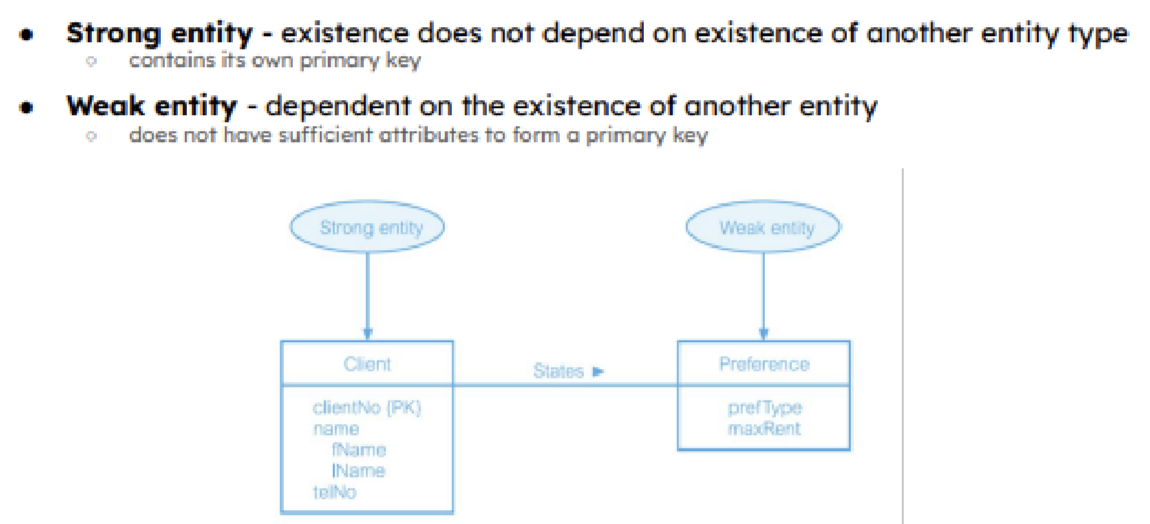 ● Strong entity - existence does not depend on existence of another entity type
○ contains its own primary key
● Weak entity - dependent on the existence of another entity
○ does not have sufficient attributes to form a primary key
Strong entity
Weak entity
Client
States ►
Preference
clientNo {PK}
name
fName
lName
telNo
prefType
maxRent